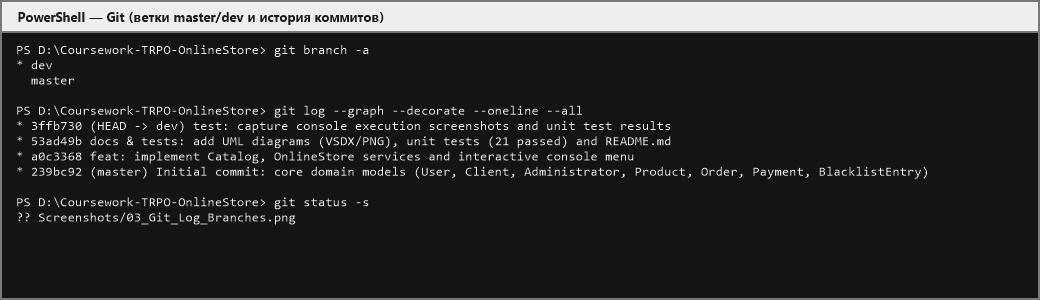 PowerShell — Git (ветки master/dev и история коммитов)
PS D:\Coursework-TRPO-OnlineStore> git branch -a
* dev
  master
PS D:\Coursework-TRPO-OnlineStore> git log --graph --decorate --oneline --all
* 3ffb730 (HEAD -> dev) test: capture console execution screenshots and unit test results
* 53ad49b docs & tests: add UML diagrams (VSDX/PNG), unit tests (21 passed) and README.md
* a0c3368 feat: implement Catalog, OnlineStore services and interactive console menu
* 239bc92 (master) Initial commit: core domain models (User, Client, Administrator, Product, Order, Payment, BlacklistEntry)
PS D:\Coursework-TRPO-OnlineStore> git status -s
?? Screenshots/03_Git_Log_Branches.png